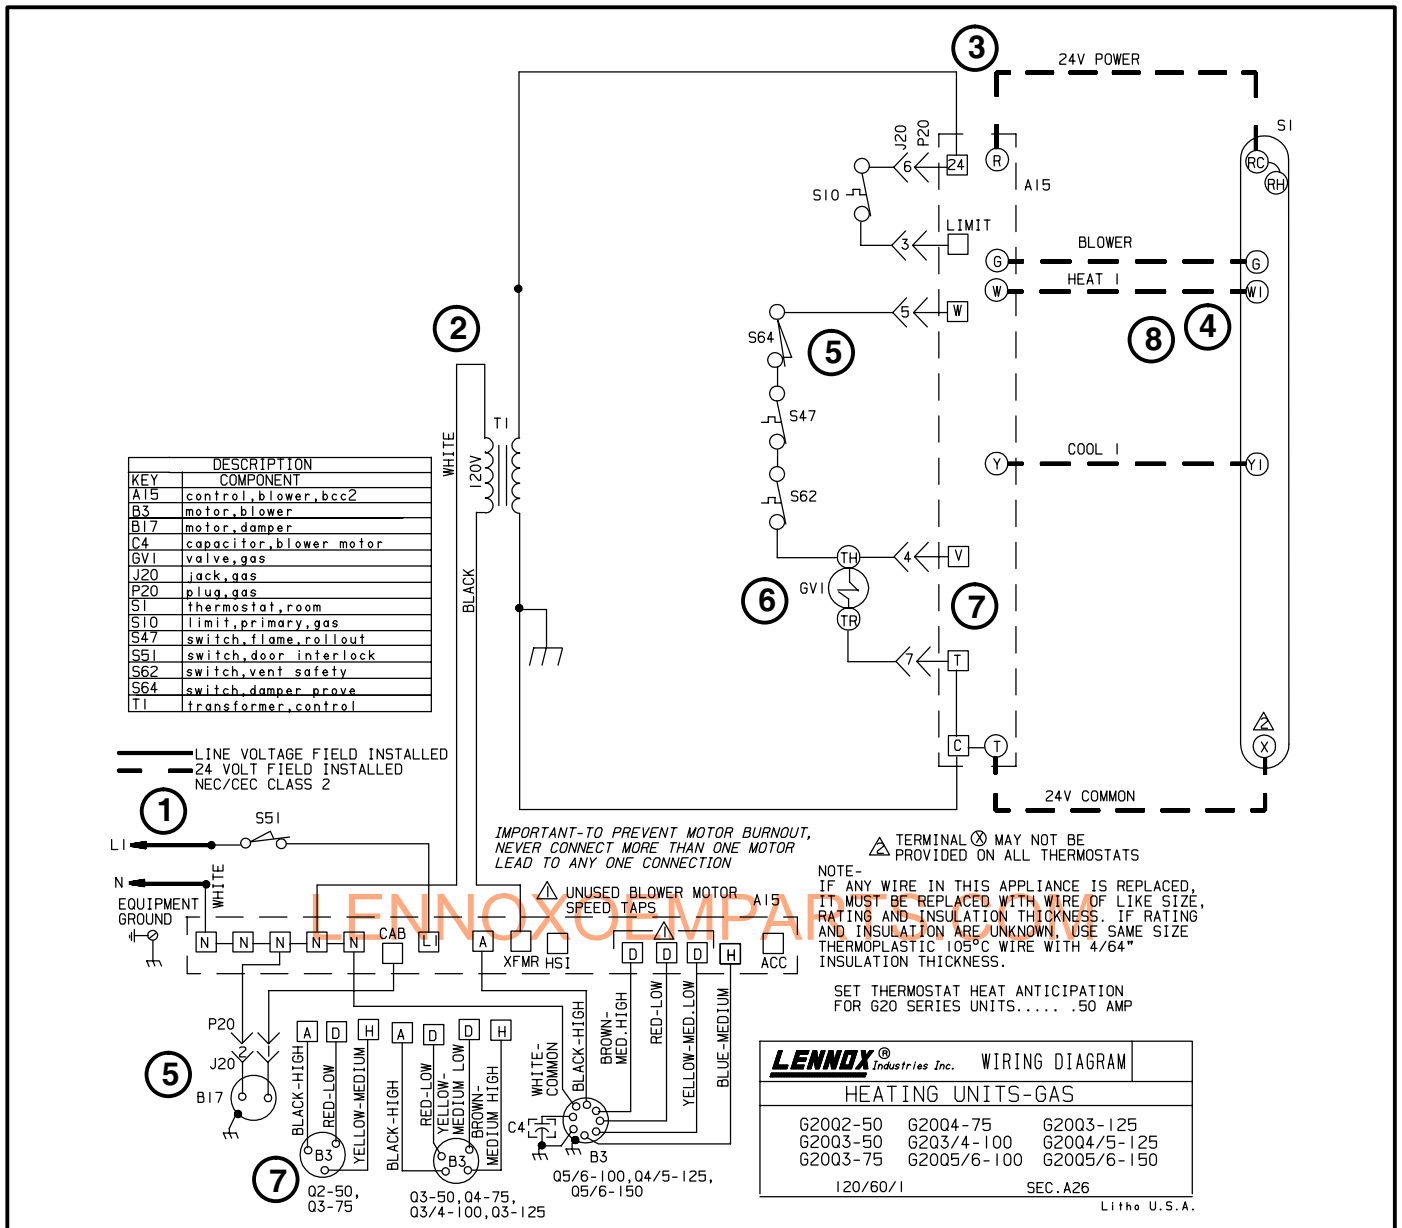 3
24V POWER
J20
P20
S1
6
24
R
RC
RH
S10
A15
LIMIT
3
BLOWER
G
G
HEAT 1
W
W1
2
5
W
8
4
S64
5
T1
S47
WHITE
120V
COOL 1
Y
Y1
S62
DESCRIPTION
KEY COMPONENT
A15 control,blower,bcc2
B3 motor,blower
B17 motor,damper
C4 capacitor,blower motor
GV1 valve,gas
J20 jack,gas
P20 plug,gas
S1 thermostat,room
S10 limit,primary,gas
S47 switch,flame,rollout
S51 switch,door interlock
S62 switch,vent safety
S64 switch,damper prove
T1 transformer,control
BLACK
TH
4
V
6
GV1
7
TR
7
T
2
C
T
X
LINE VOLTAGE FIELD INSTALLED
24 VOLT FIELD INSTALLED
NEC/CEC CLASS 2
24V COMMON
1
S51
L1
IMPORTANT-TO PREVENT MOTOR BURNOUT,
NEVER CONNECT MORE THAN ONE MOTOR
LEAD TO ANY ONE CONNECTION
2 TERMINAL X MAY NOT BE
PROVIDED ON ALL THERMOSTATS
N
WHITE
EQUIPMENT
GROUND
1 UNUSED BLOWER MOTOR
SPEED TAPS
A15
NOTE-
IF ANY WIRE IN THIS APPLIANCE IS REPLACED,
IT MUST BE REPLACED WITH WIRE OF LIKE SIZE,
RATING AND INSULATION THICKNESS. IF RATING
AND INSULATION ARE UNKNOWN, USE SAME SIZE
THERMOPLASTIC 105°C WIRE WITH 4/64"
INSULATION THICKNESS.
LENNOXOEMPARTS.COM
N N N N N CAB L1 A XFMR HSI D D D H ACC
1
SET THERMOSTAT HEAT ANTICIPATION
FOR G20 SERIES UNITS..... .50 AMP
P20
2 1
J20
5
B17
A D H
BLACK-HIGH
RED-LOW
YELLOW-MEDIUM
B3
7
Q2-50,
Q3-75
A D D H
BLACK-HIGH
RED-LOW
YELLOW-
MEDIUM LOW
BROWN-
MEDIUM HIGH
B3
Q3-50,Q4-75,
Q3/4-100,Q3-125
WHITE-
COMMON
BLACK-HIGH
BROWN-
MED.HIGH
RED-LOW
YELLOW-MED.LOW
BLUE-MEDIUM
C4
B3
Q5/6-100,Q4/5-125,
Q5/6-150
LENNOX® Industries Inc. WIRING DIAGRAM
HEATING UNITS-GAS
G20Q2-50 G20Q4-75 G20Q3-125
G20Q3-50 G2Q3/4-100 G20Q4/5-125
G20Q3-75 G20Q5/6-100 G20Q5/6-150
120/60/1 SEC.A26
Litho U.S.A.